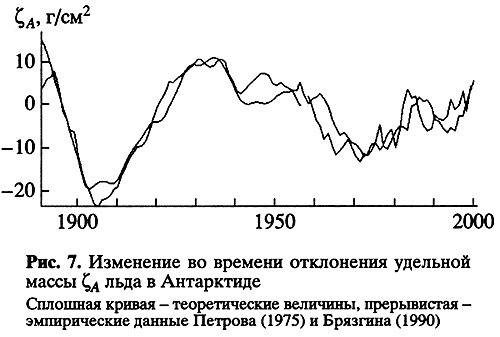 ζA, г/см²
10
0
−10
−20
1900
1950
2000
Рис. 7. Изменение во времени отклонения удельной
массы ζA льда в Антарктиде
Сплошная кривая – теоретические величины, прерывистая –
эмпирические данные Петрова (1975) и Брязгина (1990)